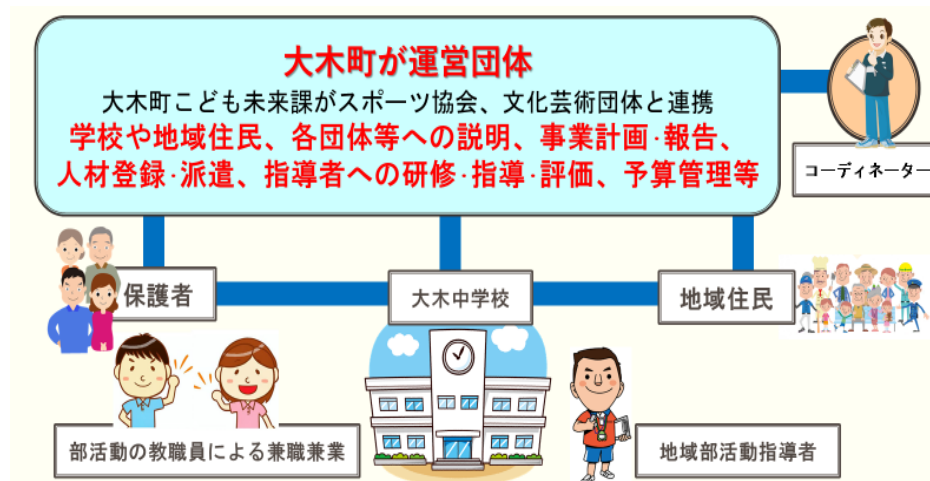 大木町が運営団体
大木町こども未来課がスポーツ協会、文化芸術団体と連携
学校や地域住民、各団体等への説明、事業計画・報告、
人材登録・派遣、指導者への研修・指導・評価、予算管理等
コーディネーター
保護者
大木中学校
地域住民
部活動の教職員による兼職兼業
地域部活動指導者